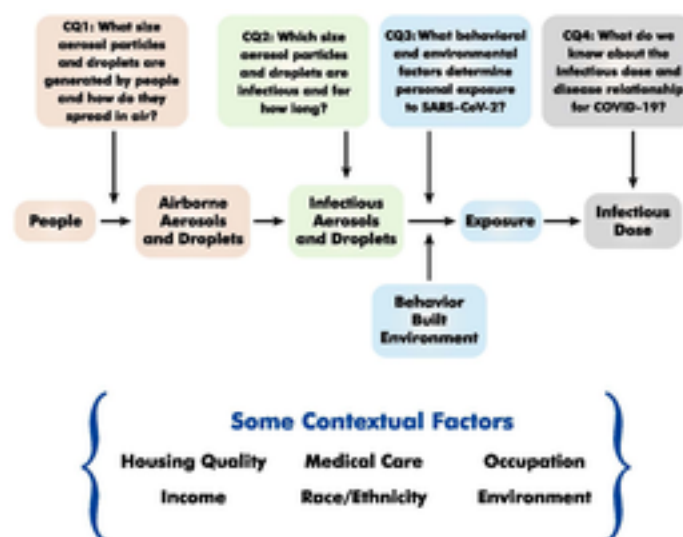 CQ1: What size
aerosol particles
and droplets are
generated by people
and how do they
spread in air?
CQ2: Which size
aerosol particles
and droplets are
infectious and for
how long?
CQ3: What behavioral
and environmental
factors determine
personal exposure
to SARS-CoV-2?
CQ4: What do we
know about the
infectious dose and
disease relationship
for COVID-19?
People
Airborne
Aerosols
and Droplets
Infectious
Aerosols
and Droplets
Exposure
Infectious
Dose
Behavior
Built
Environment
Some Contextual Factors
Housing Quality Medical Care Occupation
Income Race/Ethnicity Environment